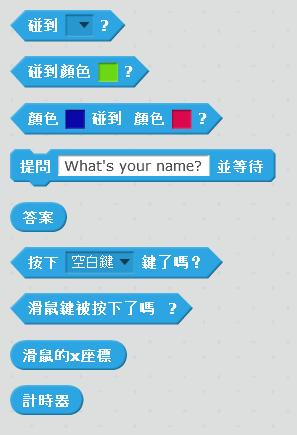 碰到 ?
碰到顏色 ?
顏色 碰到 顏色 ?
提問 What's your name? 並等待
答案
按下 空白鍵 鍵了嗎?
滑鼠鍵被按下了嗎 ?
滑鼠的x座標
計時器